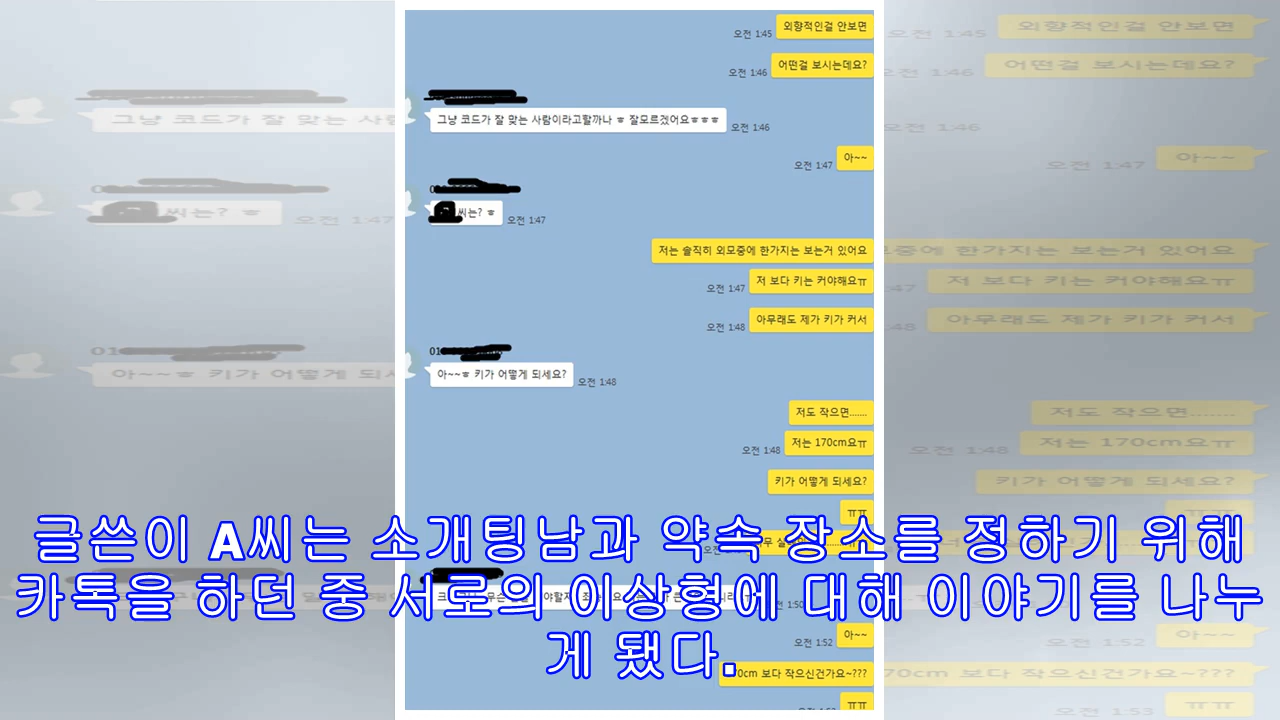 외향적인걸 안보면
오전 1:45
어떤걸 보시는데요?
오전 1:46
그냥 코드가 잘 맞는 사람이라고할까나 ㅎ 잘모르겠어요ㅎㅎㅎ
오전 1:46
아~~
오전 1:47
씨는? ㅎ
오전 1:47
저는 솔직히 외모중에 한가지는 보는거 있어요
저 보다 키는 커야해요ㅠ
오전 1:47
아무래도 제가 키가 커서
오전 1:48
01
아~~ㅎ 키가 어떻게 되세요?
오전 1:48
저도 작으면.......
저는 170cm요ㅠ
오전 1:48
키가 어떻게 되세요?
ㅠㅠ
글쓴이 A씨는 소개팅남과 약속 장소를 정하기 위해
카톡을 하던 중 서로의 이상형에 대해 이야기를 나누
게 됐다.
1:50
아~~
오전 1:52
0cm 보다 작으신건가요~???
ㅠㅠ